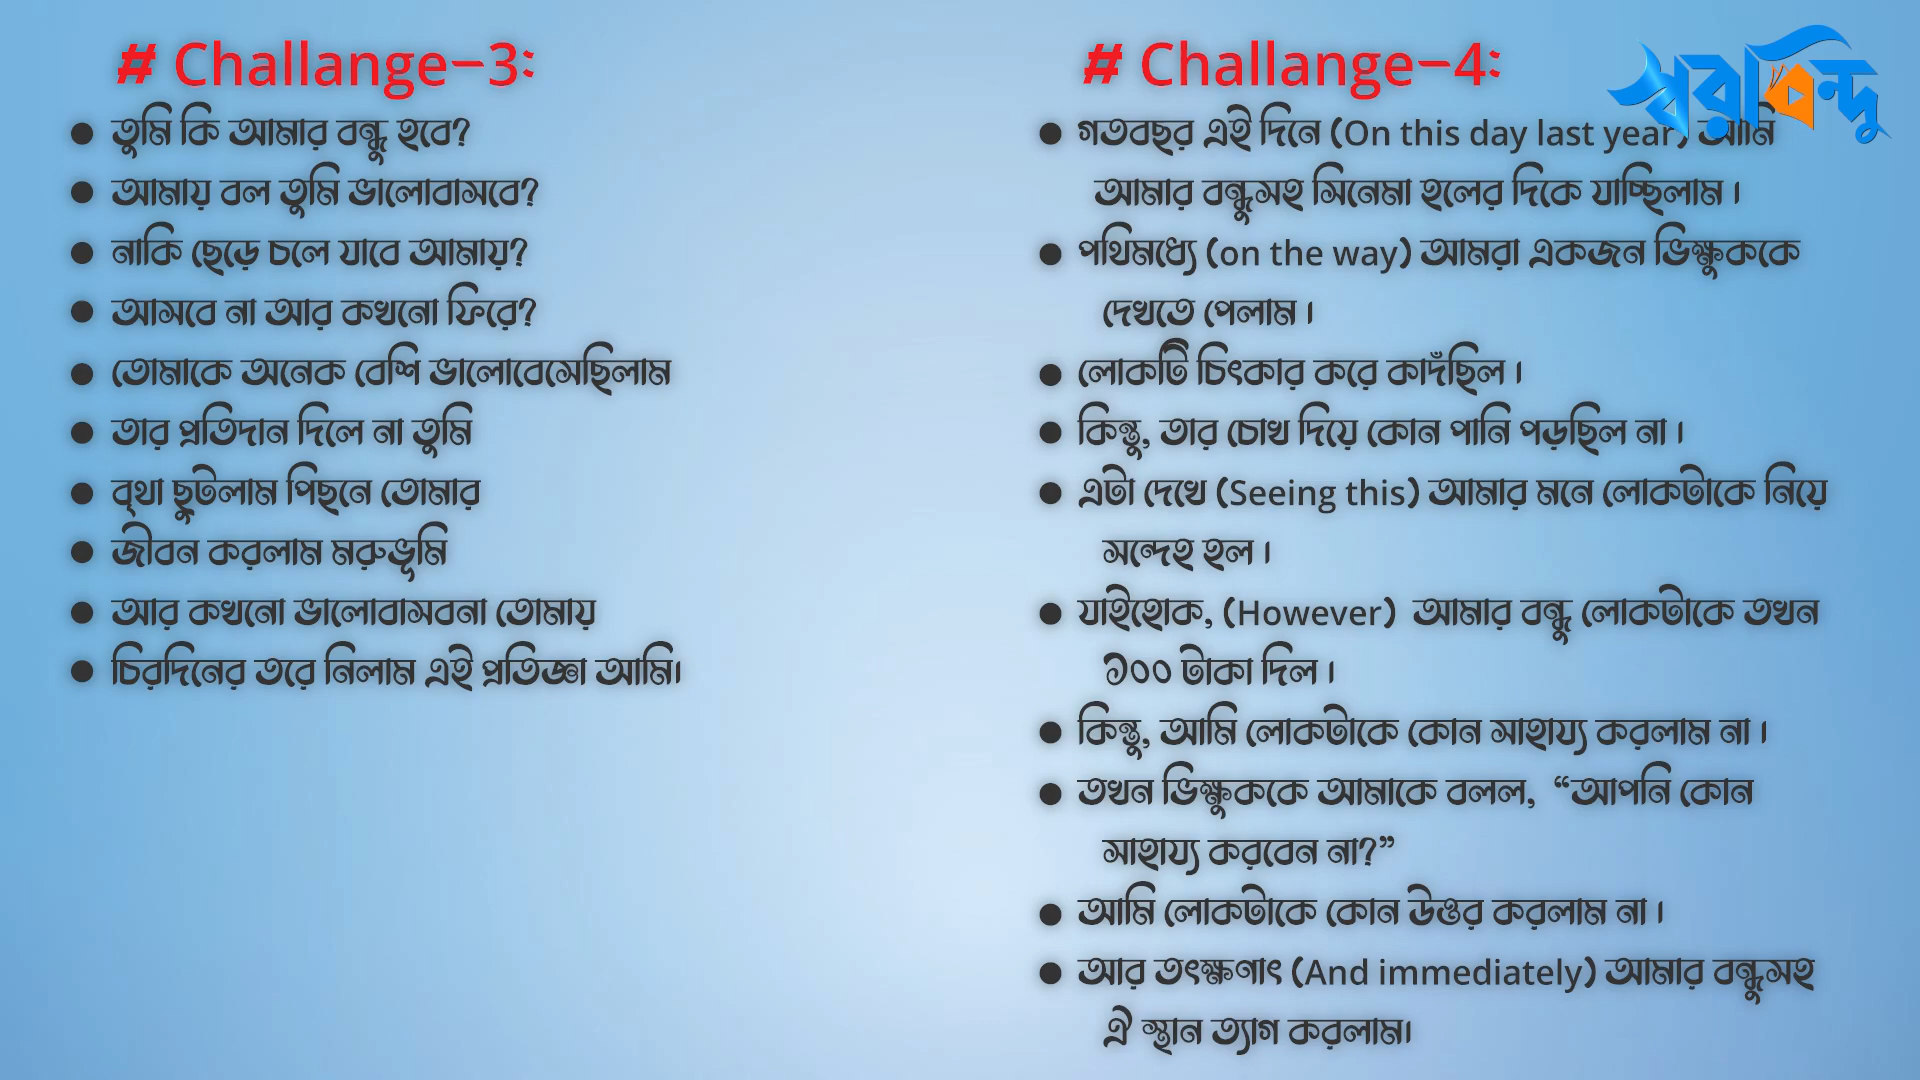 # Challange-3:
● তুমি কি আমার বন্ধু হবে?
● আমায় বল তুমি ভালোবাসবে?
● নাকি ছেড়ে চলে যাবে আমায়?
● আসবে না আর কখনো ফিরে?
● তোমাকে অনেক বেশি ভালোবেসেছিলাম
● তার প্রতিদান দিলে না তুমি
● বৃথা ছুটলাম পিছনে তোমার
● জীবন করলাম মরুভূমি
● আর কখনো ভালোবাসবনা তোমায়
● চিরদিনের তরে নিলাম এই প্রতিজ্ঞা আমি।
# Challange-4:
● গতবছর এই দিনে (On this day last year) আমি
আমার বন্ধুসহ সিনেমা হলের দিকে যাচ্ছিলাম।
● পথিমধ্যে (on the way) আমরা একজন ভিক্ষুককে
দেখতে পেলাম।
● লোকটি চিৎকার করে কাদঁছিল।
● কিন্তু, তার চোখ দিয়ে কোন পানি পড়ছিল না।
● এটা দেখে (Seeing this) আমার মনে লোকটাকে নিয়ে
সন্দেহ হল।
● যাইহোক, (However) আমার বন্ধু লোকটাকে তখন
১০০ টাকা দিল।
● কিন্তু, আমি লোকটাকে কোন সাহায্য করলাম না।
● তখন ভিক্ষুককে আমাকে বলল, “আপনি কোন
সাহায্য করবেন না?”
● আমি লোকটাকে কোন উত্তর করলাম না।
● আর তৎক্ষণাৎ (And immediately) আমার বন্ধুসহ
ঐ স্থান ত্যাগ করলাম।
স্বরবিন্দু